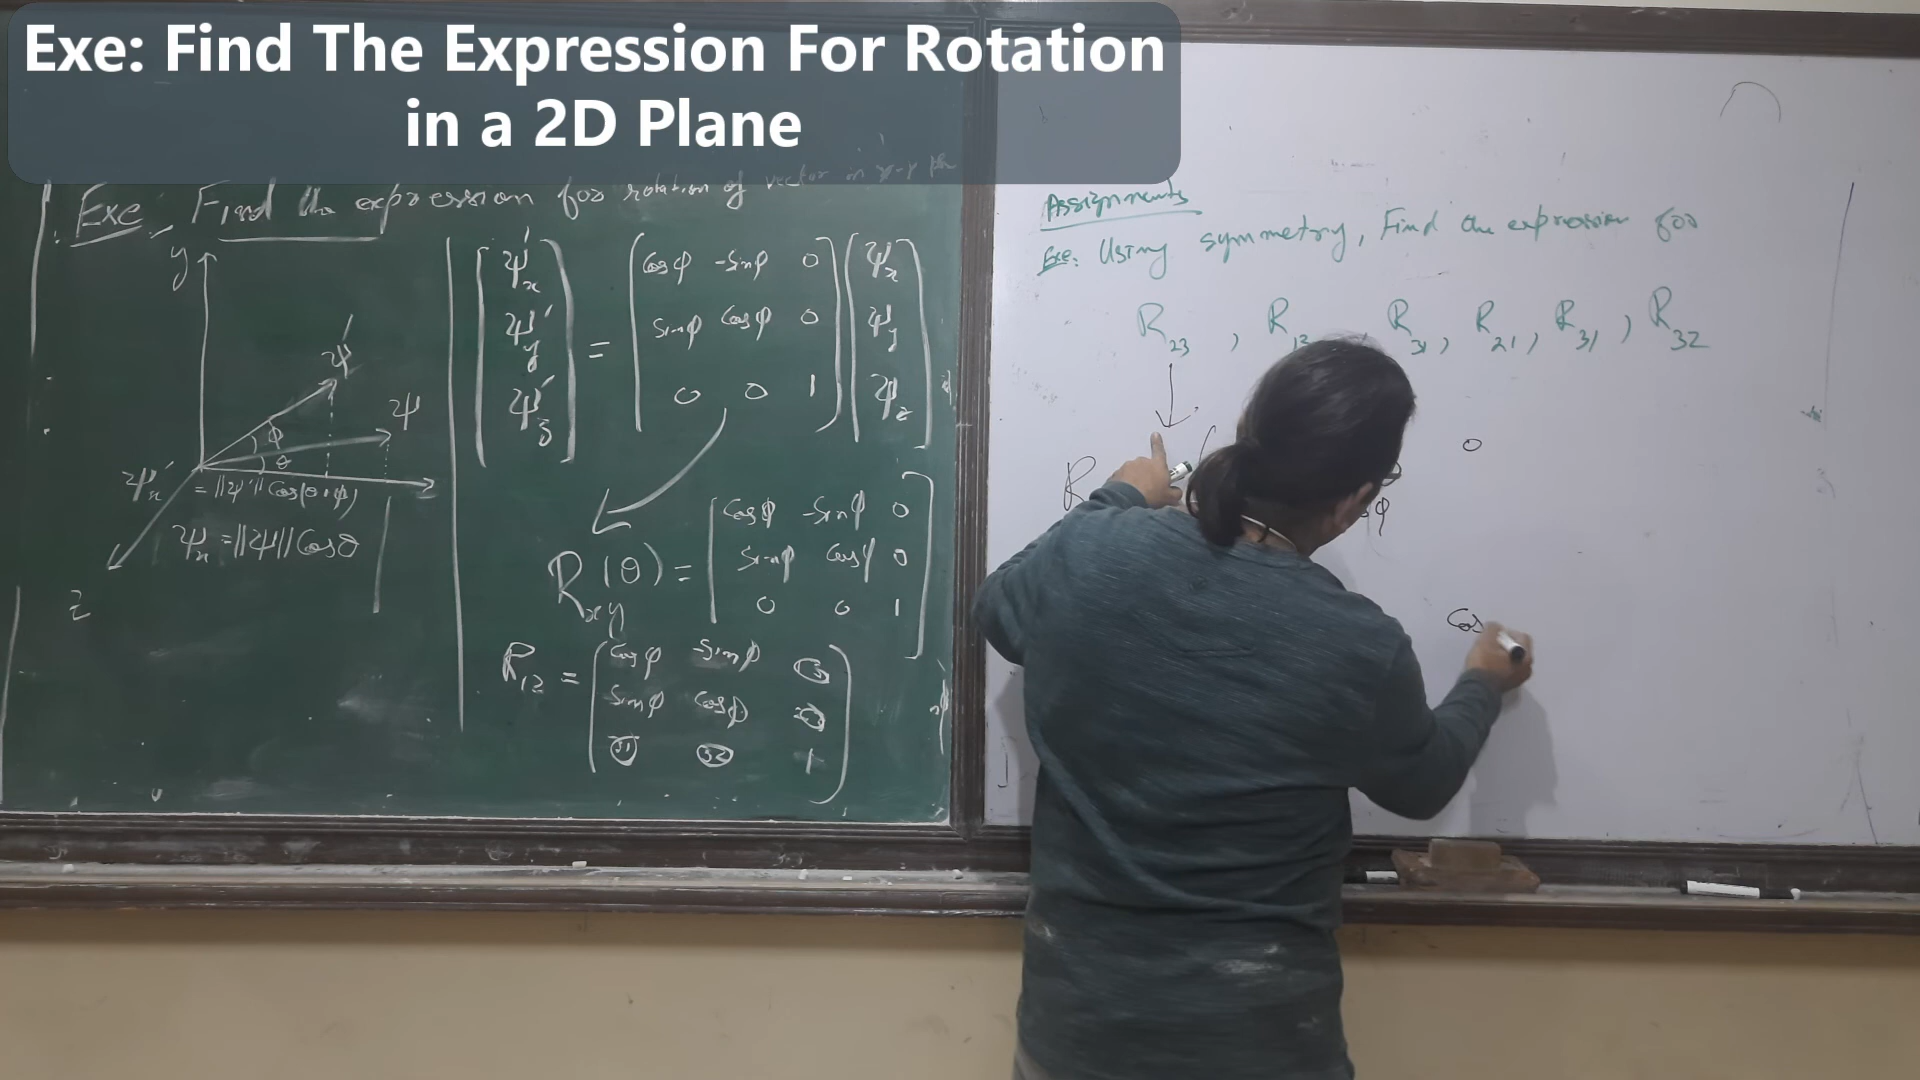 Exe: Find The Expression For Rotation
in a 2D Plane
Exe: Find the expression for rotation of vector in x-y
y
ψ'
ψ
φ
θ
ψ'x = ||ψ'|| Cos(θ+φ)
ψx = ||ψ|| Cosθ
z
ψ'x Cosφ -Sinφ 0 ψx
ψ'y = Sinφ Cosφ 0 ψy
ψ'z 0 0 1 ψz
Cosφ -Sinφ 0
Rxy(θ) = Sinφ Cosφ 0
0 0 1
Cosφ -Sinφ
R12 = Sinφ Cosφ
31 32 1
Assignments
Exe: Using symmetry, Find the expression for
R23, R13, R31, R21, R31, R32
0
R
φ
Cos